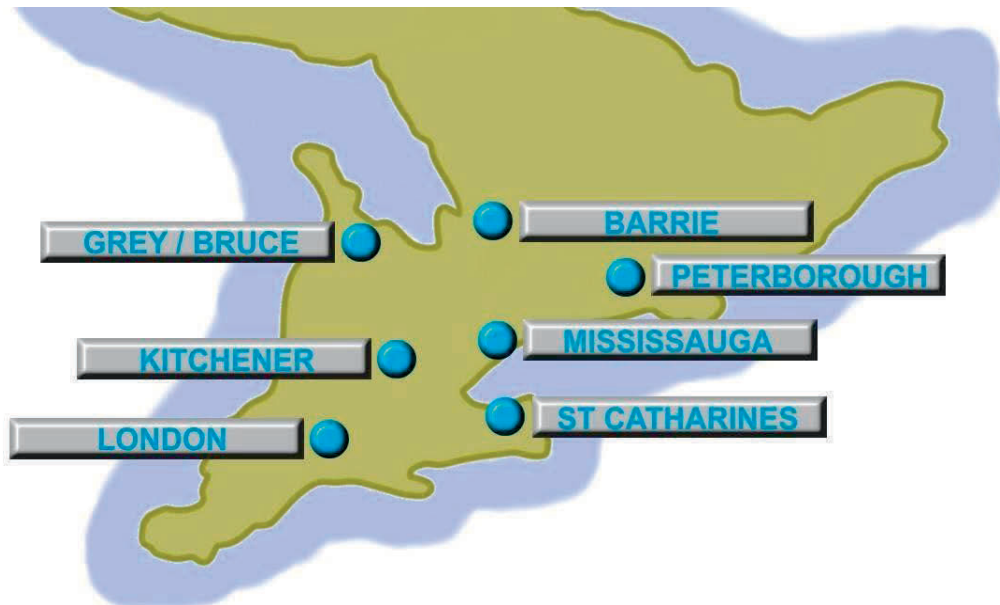 BARRIE
GREY / BRUCE
PETERBOROUGH
MISSISSAUGA
KITCHENER
ST CATHARINES
LONDON